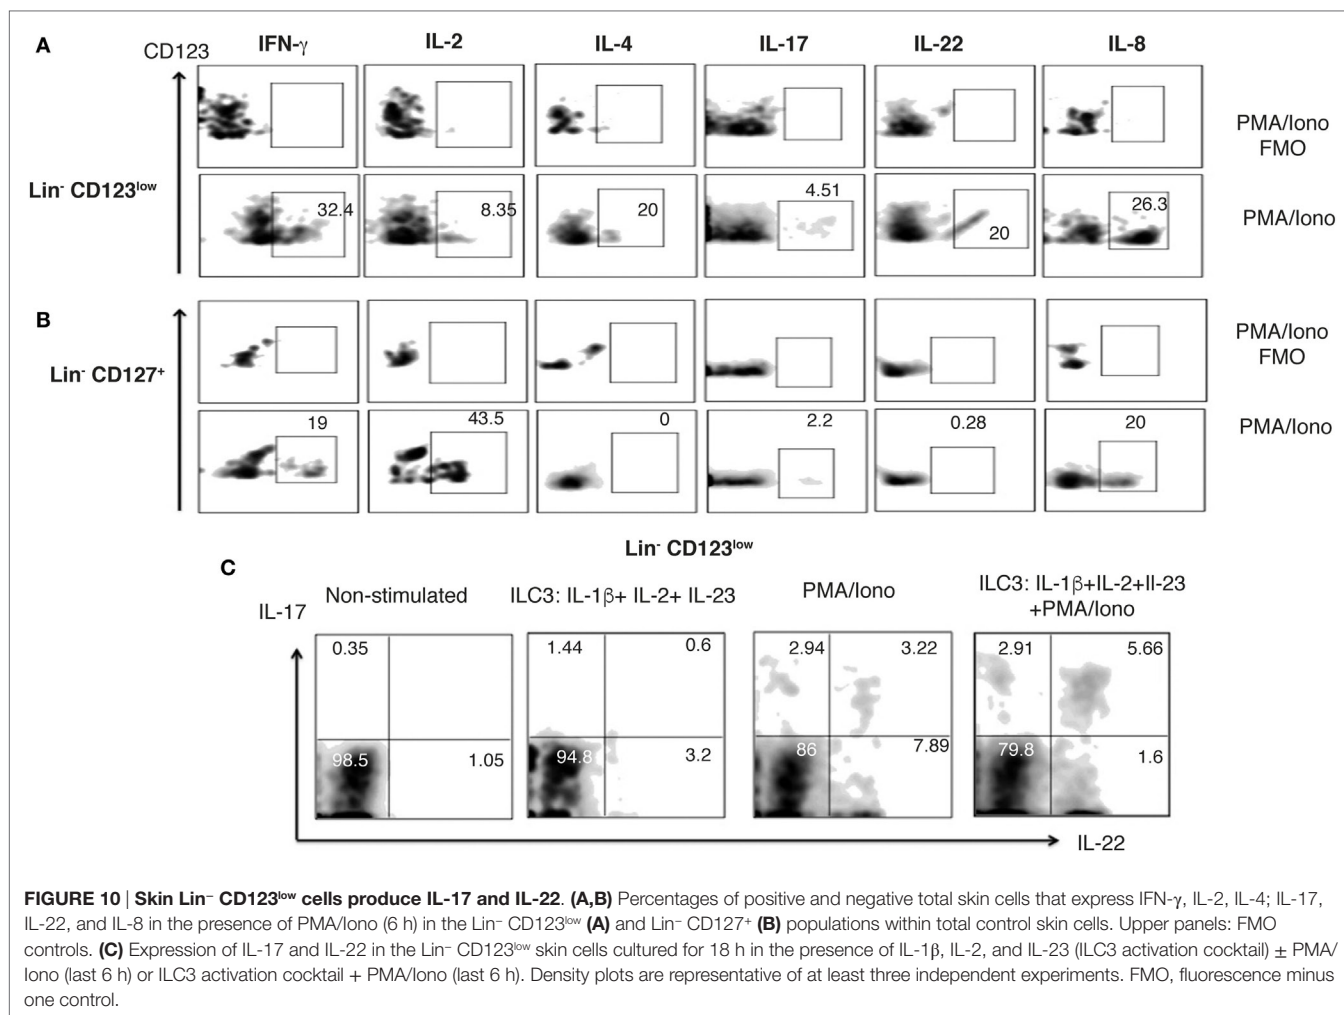 A
CD123
IFN-γ IL-2 IL-4 IL-17 IL-22 IL-8
PMA/Iono
FMO
Lin⁻ CD123ˡᵒʷ
32.4 8.35 20 4.51 20 26.3
PMA/Iono
B
Lin⁻ CD127⁺
PMA/Iono
FMO
19 43.5 0 2.2 0.28 20
PMA/Iono
Lin⁻ CD123ˡᵒʷ
C
IL-17
Non-stimulated
ILC3: IL-1β+ IL-2+ IL-23
PMA/Iono
ILC3: IL-1β+IL-2+Il-23
+PMA/Iono
0.35 1.44 0.6 2.94 3.22 2.91 5.66
98.5 1.05 94.8 3.2 86 7.89 79.8 1.6
IL-22
FIGURE 10 | Skin Lin⁻ CD123ˡᵒʷ cells produce IL-17 and IL-22. (A,B) Percentages of positive and negative total skin cells that express IFN-γ, IL-2, IL-4; IL-17,
IL-22, and IL-8 in the presence of PMA/Iono (6 h) in the Lin⁻ CD123ˡᵒʷ (A) and Lin⁻ CD127⁺ (B) populations within total control skin cells. Upper panels: FMO
controls. (C) Expression of IL-17 and IL-22 in the Lin⁻ CD123ˡᵒʷ skin cells cultured for 18 h in the presence of IL-1β, IL-2, and IL-23 (ILC3 activation cocktail) ± PMA/
Iono (last 6 h) or ILC3 activation cocktail + PMA/Iono (last 6 h). Density plots are representative of at least three independent experiments. FMO, fluorescence minus
one control.